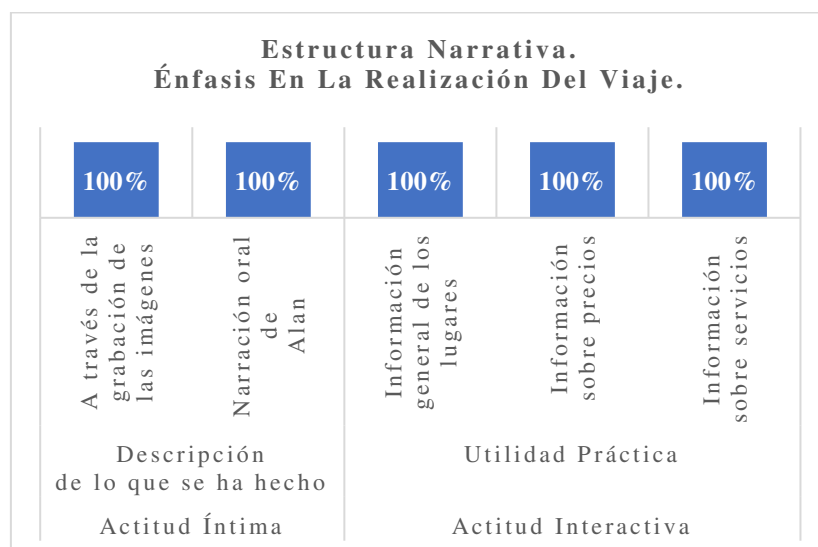 Estructura Narrativa.
Énfasis En La Realización Del Viaje.
100%
100%
100%
100%
100%
A través de la
grabación de
las imágenes
Narración oral
de
Alan
Información
general de los
lugares
Información
sobre precios
Información
sobre servicios
Descripción
de lo que se ha hecho
Utilidad Práctica
Actitud Íntima
Actitud Interactiva